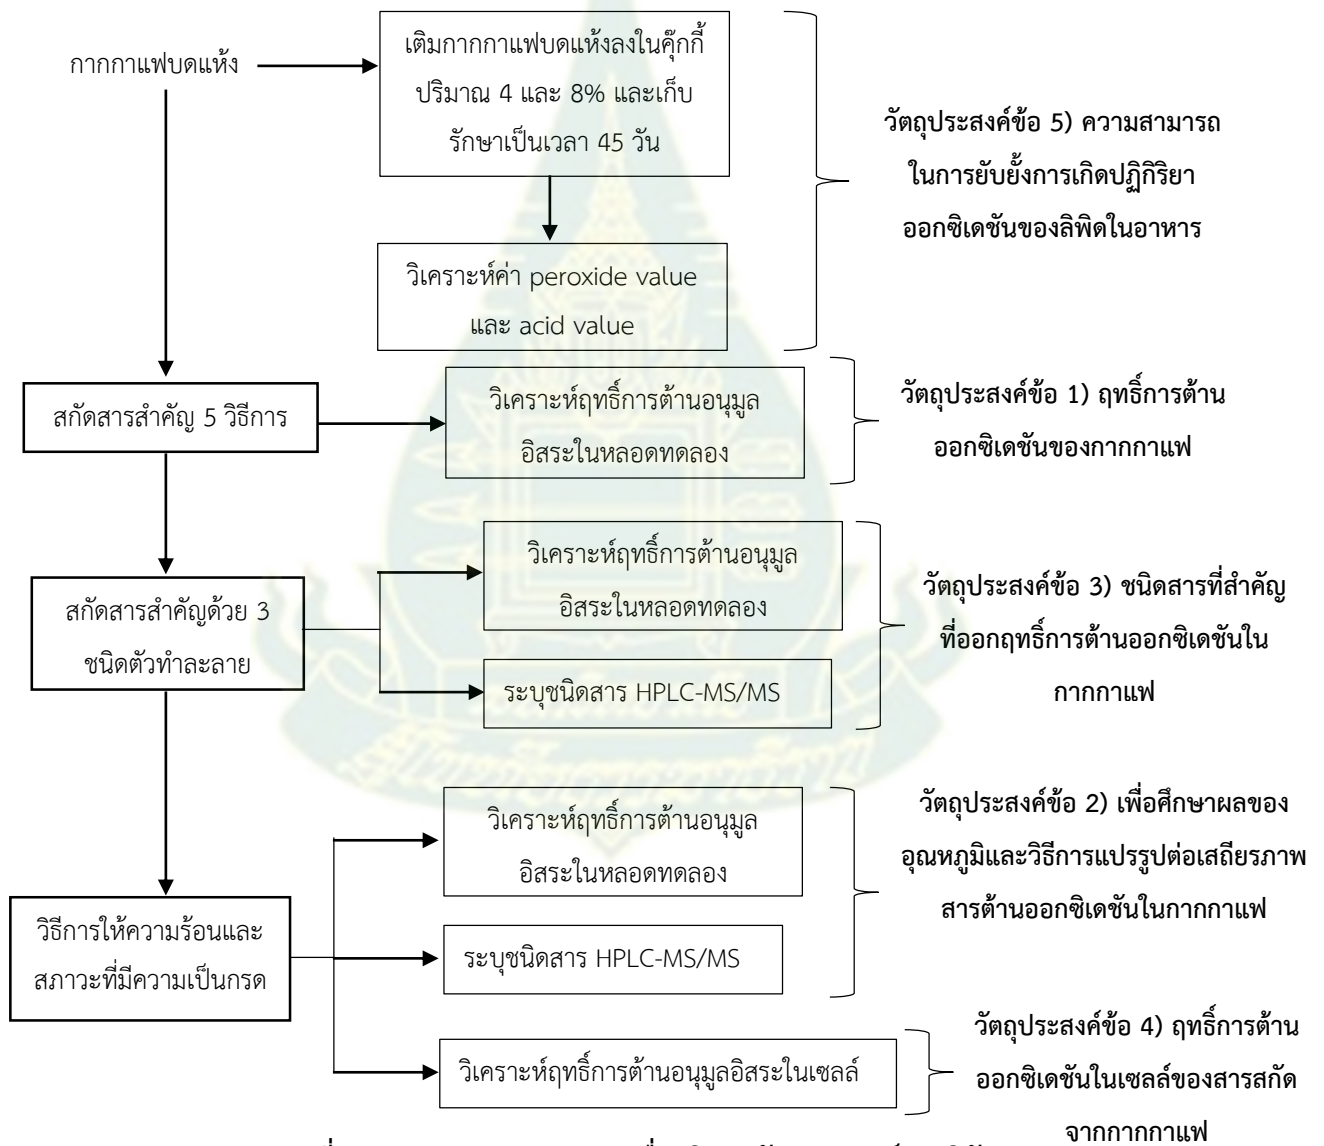 กากกาแฟบดแห้ง
เติมกากกาแฟบดแห้งลงในคุ๊กกี้
ปริมาณ 4 และ 8% และเก็บ
รักษาเป็นเวลา 45 วัน
วิเคราะห์ค่า peroxide value
และ acid value
วัตถุประสงค์ข้อ 5) ความสามารถ
ในการยับยั้งการเกิดปฏิกิริยา
ออกซิเดชันของลิพิดในอาหาร
สกัดสารสำคัญ 5 วิธีการ
วิเคราะห์ฤทธิ์การต้านอนุมูล
อิสระในหลอดทดลอง
วัตถุประสงค์ข้อ 1) ฤทธิ์การต้าน
ออกซิเดชันของกากกาแฟ
สกัดสารสำคัญด้วย 3
ชนิดตัวทำละลาย
วิเคราะห์ฤทธิ์การต้านอนุมูล
อิสระในหลอดทดลอง
ระบุชนิดสาร HPLC-MS/MS
วัตถุประสงค์ข้อ 3) ชนิดสารที่สำคัญ
ที่ออกฤทธิ์การต้านออกซิเดชันใน
กากกาแฟ
วิธีการให้ความร้อนและ
สภาวะที่มีความเป็นกรด
วิเคราะห์ฤทธิ์การต้านอนุมูล
อิสระในหลอดทดลอง
ระบุชนิดสาร HPLC-MS/MS
วัตถุประสงค์ข้อ 2) เพื่อศึกษาผลของ
อุณหภูมิและวิธีการแปรรูปต่อเสถียรภาพ
สารต้านออกซิเดชันในกากกาแฟ
วิเคราะห์ฤทธิ์การต้านอนุมูลอิสระในเซลล์
วัตถุประสงค์ข้อ 4) ฤทธิ์การต้าน
ออกซิเดชันในเซลล์ของสารสกัด
จากกากกาแฟ